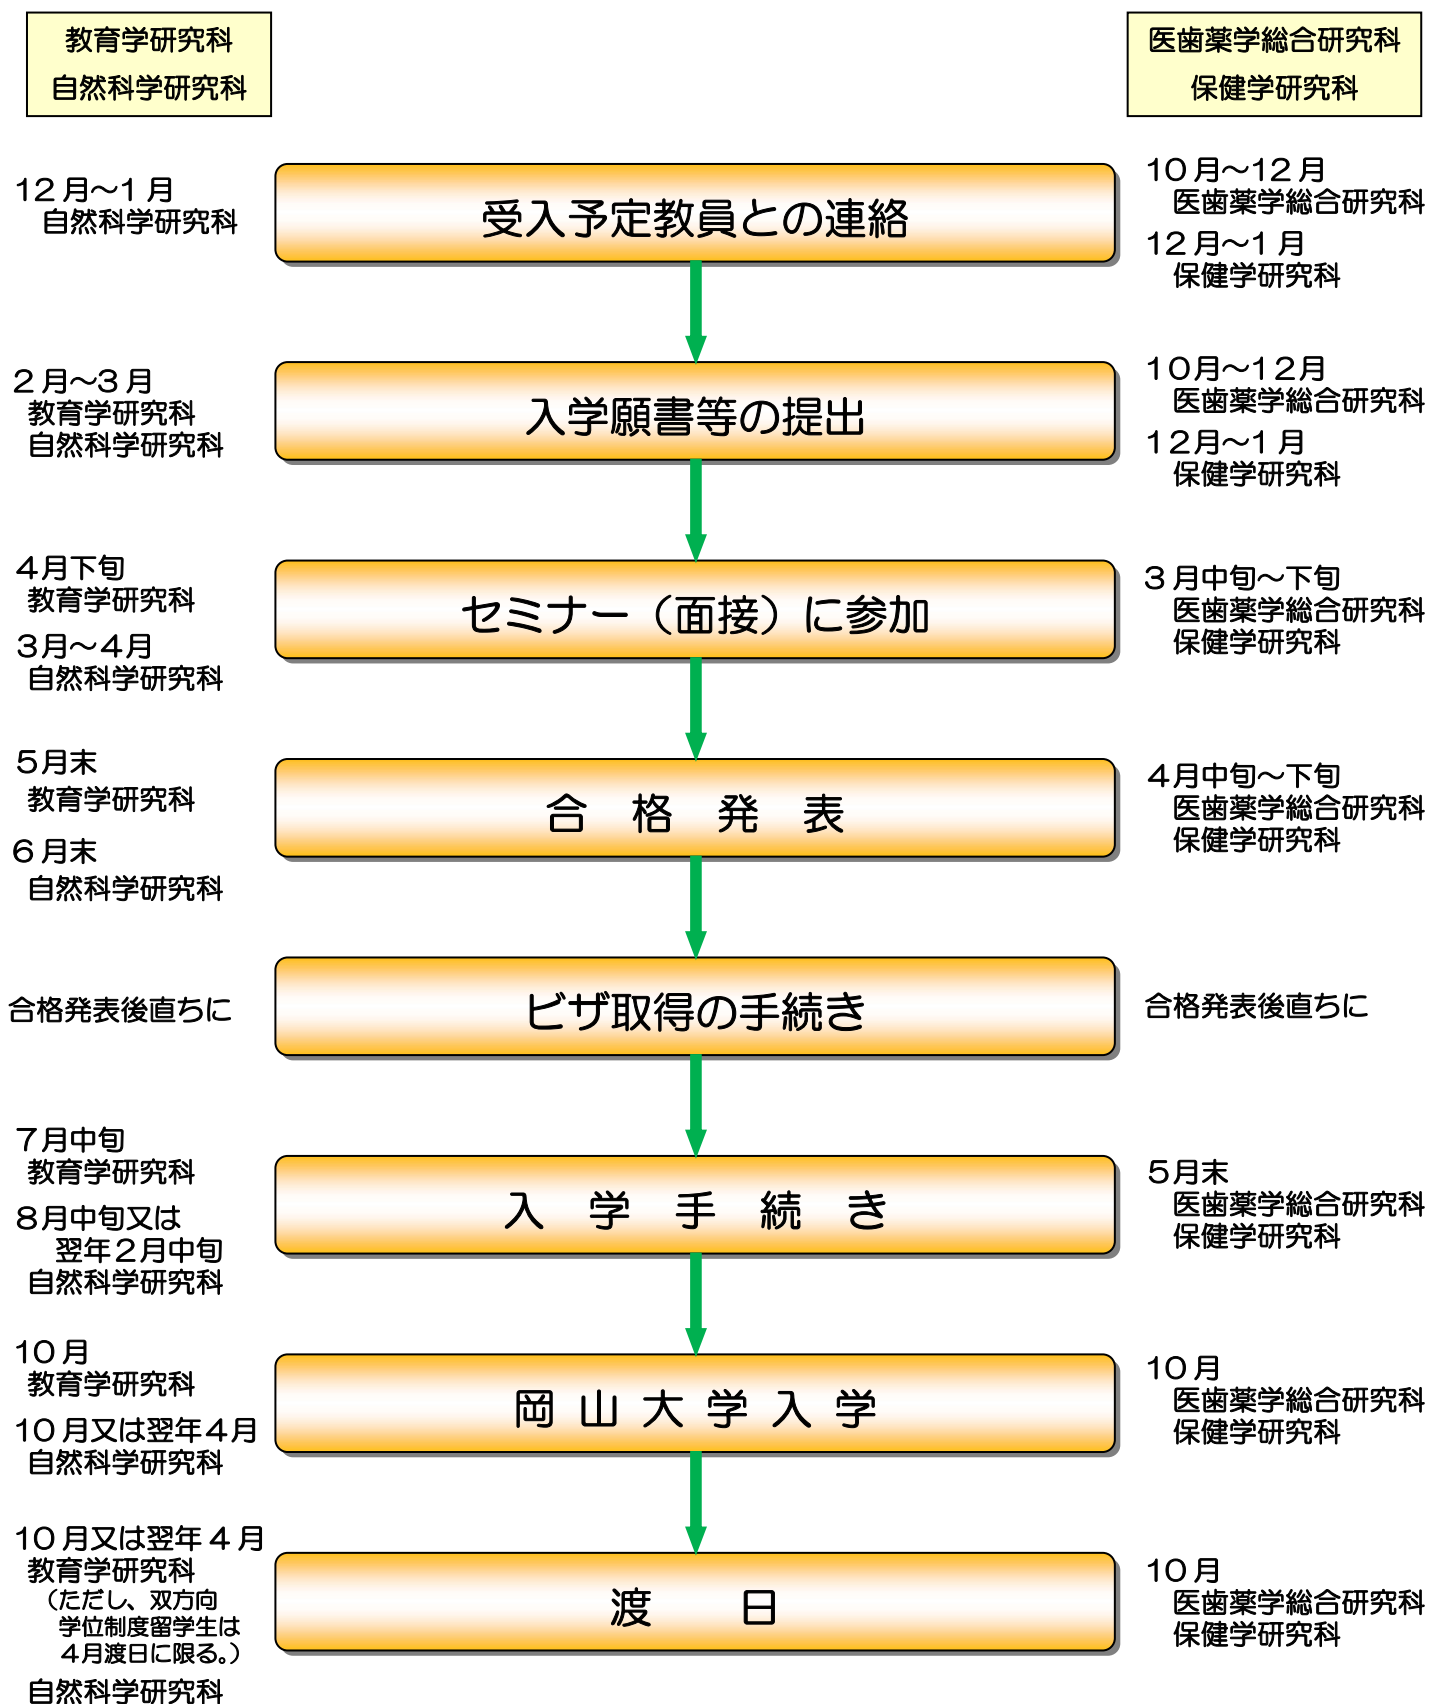 教育学研究科
自然科学研究科
医歯薬学総合研究科
保健学研究科
12月～1月
自然科学研究科
受入予定教員との連絡
10月～12月
医歯薬学総合研究科
12月～1月
保健学研究科
2月～3月
教育学研究科
自然科学研究科
入学願書等の提出
10月～12月
医歯薬学総合研究科
12月～1月
保健学研究科
4月下旬
教育学研究科
3月～4月
自然科学研究科
セミナー（面接）に参加
3月中旬～下旬
医歯薬学総合研究科
保健学研究科
5月末
教育学研究科
6月末
自然科学研究科
合　格　発　表
4月中旬～下旬
医歯薬学総合研究科
保健学研究科
合格発表後直ちに
ビザ取得の手続き
合格発表後直ちに
7月中旬
教育学研究科
8月中旬又は
翌年2月中旬
自然科学研究科
入　学　手　続　き
5月末
医歯薬学総合研究科
保健学研究科
10月
教育学研究科
10月又は翌年4月
自然科学研究科
岡 山 大 学 入 学
10月
医歯薬学総合研究科
保健学研究科
10月又は翌年4月
教育学研究科
（ただし、双方向
学位制度留学生は
4月渡日に限る。）
自然科学研究科
渡　　日
10月
医歯薬学総合研究科
保健学研究科